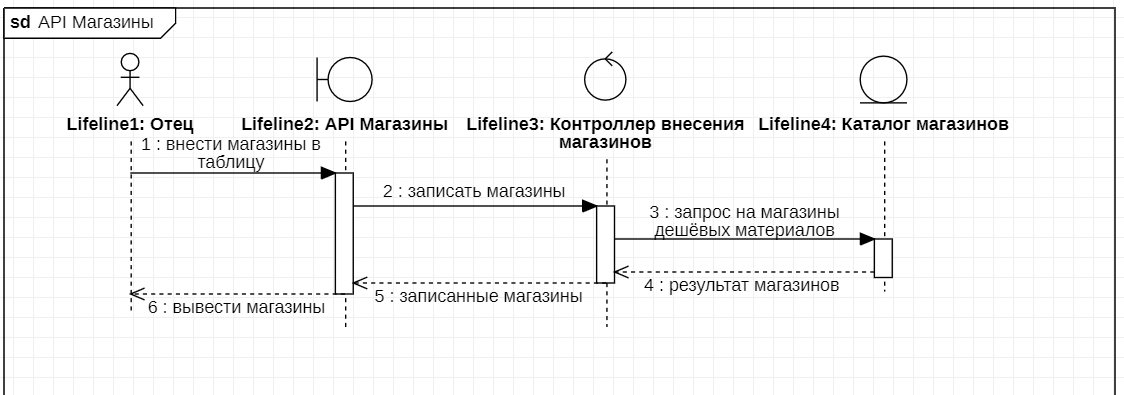 sd API Магазины
Lifeline1: Отец
Lifeline2: API Магазины
Lifeline3: Контроллер внесения
магазинов
Lifeline4: Каталог магазинов
1 : внести магазины в
таблицу
2 : записать магазины
3 : запрос на магазины
дешёвых материалов
4 : результат магазинов
5 : записанные магазины
6 : вывести магазины